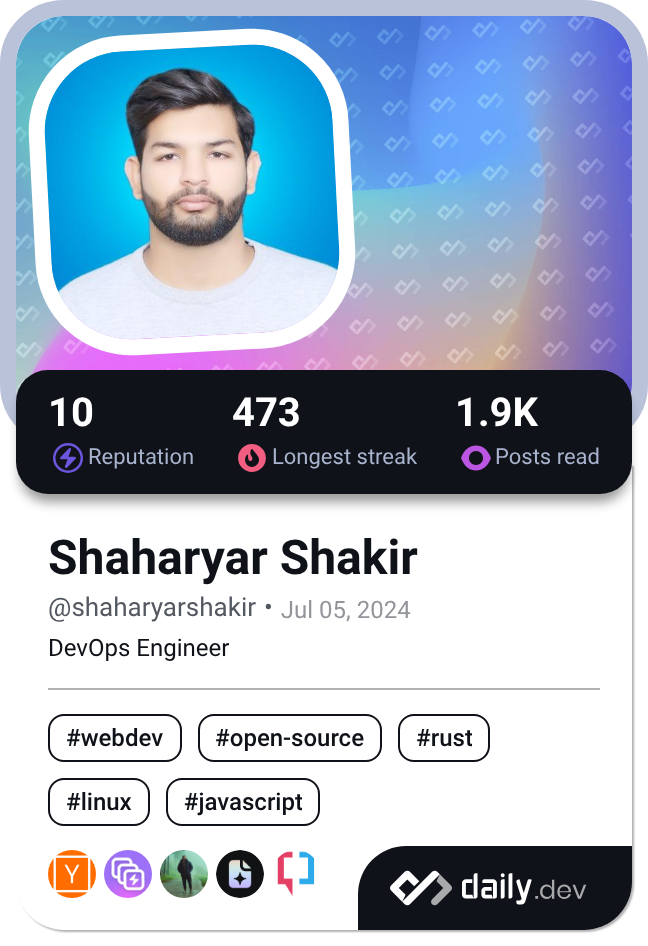 10 473 1.9K
Reputation Longest streak Posts read
Shaharyar Shakir
@shaharyarshakir • Jul 05, 2024
DevOps Engineer
#webdev #open-source #rust
#linux #javascript
Y
daily.dev